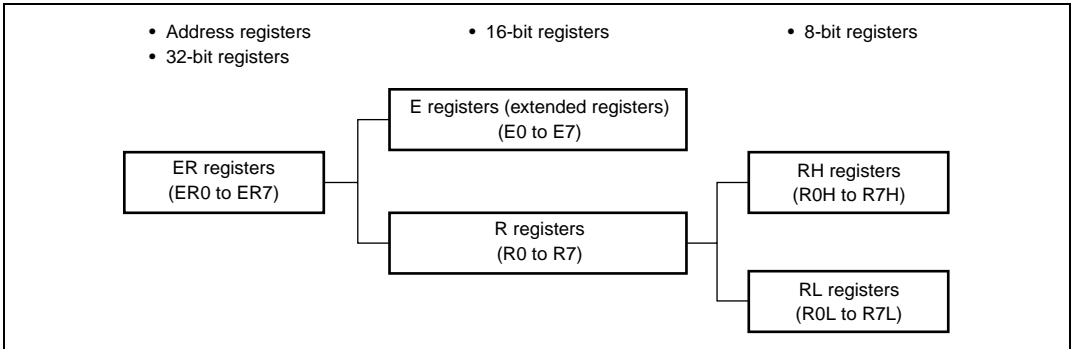 • Address registers
• 32-bit registers
• 16-bit registers
• 8-bit registers
E registers (extended registers)
(E0 to E7)
ER registers
(ER0 to ER7)
RH registers
(R0H to R7H)
R registers
(R0 to R7)
RL registers
(R0L to R7L)